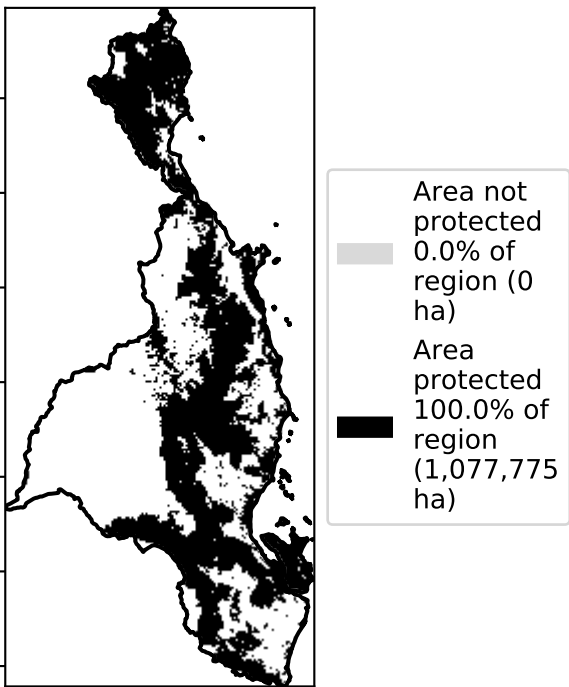 Area not
protected
0.0% of
region (0
ha)
Area
protected
100.0% of
region
(1,077,775
ha)